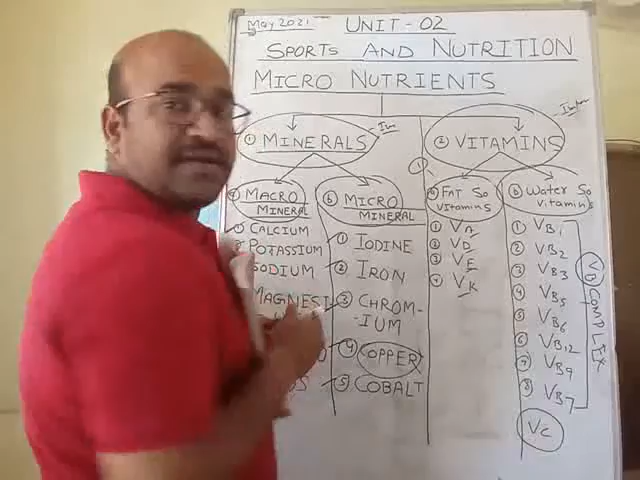 May 2021
UNIT-02
SPORTS AND NUTRITION
MICRO NUTRIENTS
① MINERALS
Im
② VITAMINS
MACRO
MINERAL
① CALCIUM
POTASSIUM
SODIUM
MAGNESI
ⓑ MICRO
MINERAL
① IODINE
② IRON
③ CHROM-
-IUM
④ COPPER
⑤ COBALT
FAT SO
vitamins
① VA
② VD
③ VE
④ VK
ⓑ Water So
vitamins
① VB1
② VB2
③ VB3
④ VB5
⑤ VB6
⑥ VB12
⑦ VB9
⑧ VB7
VB COMPLEX
VC